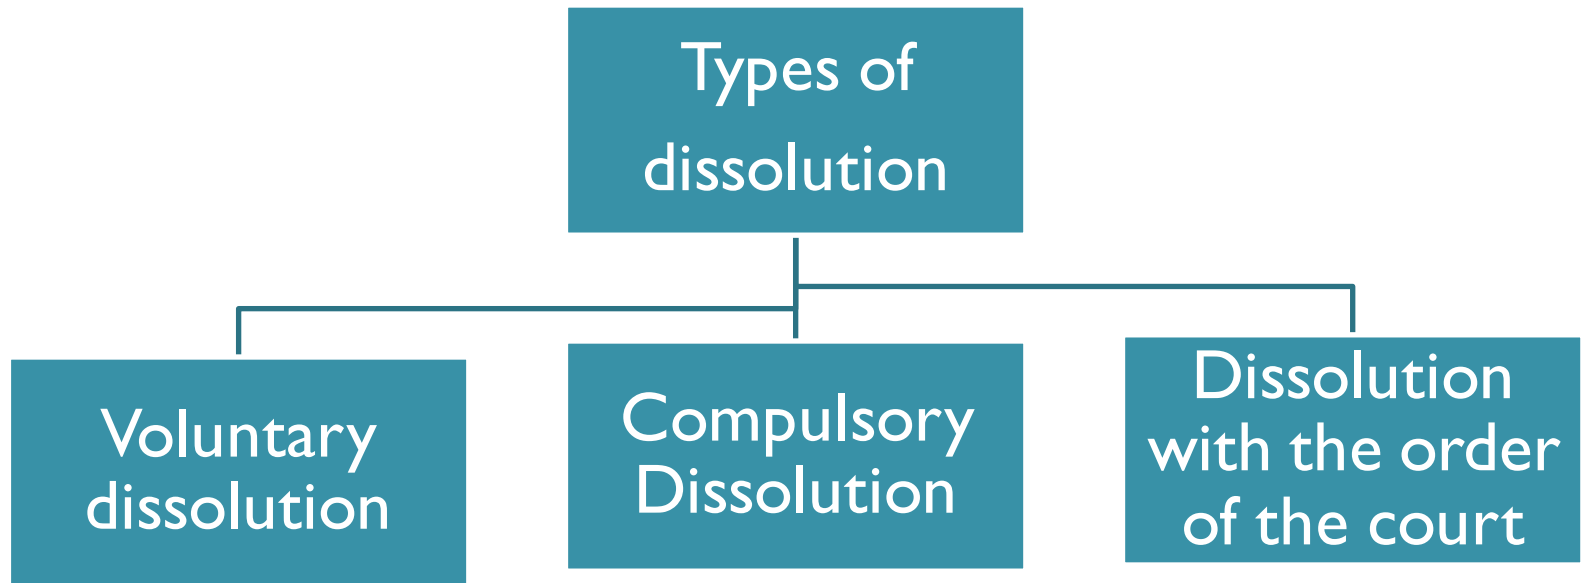 Types of
dissolution
Voluntary
dissolution
Compulsory
Dissolution
Dissolution
with the order
of the court